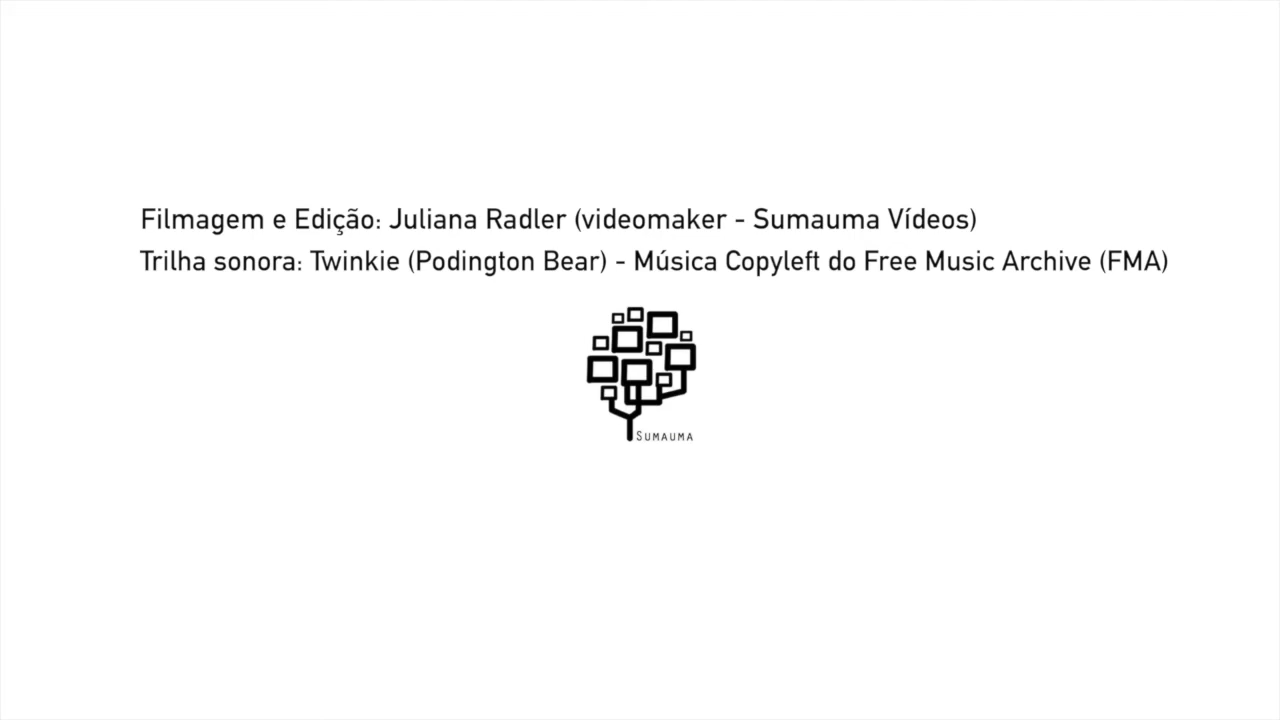 Filmagem e Edição: Juliana Radler (videomaker - Sumauma Vídeos)
Trilha sonora: Twinkie (Podington Bear) - Música Copyleft do Free Music Archive (FMA)
SUMAUMA